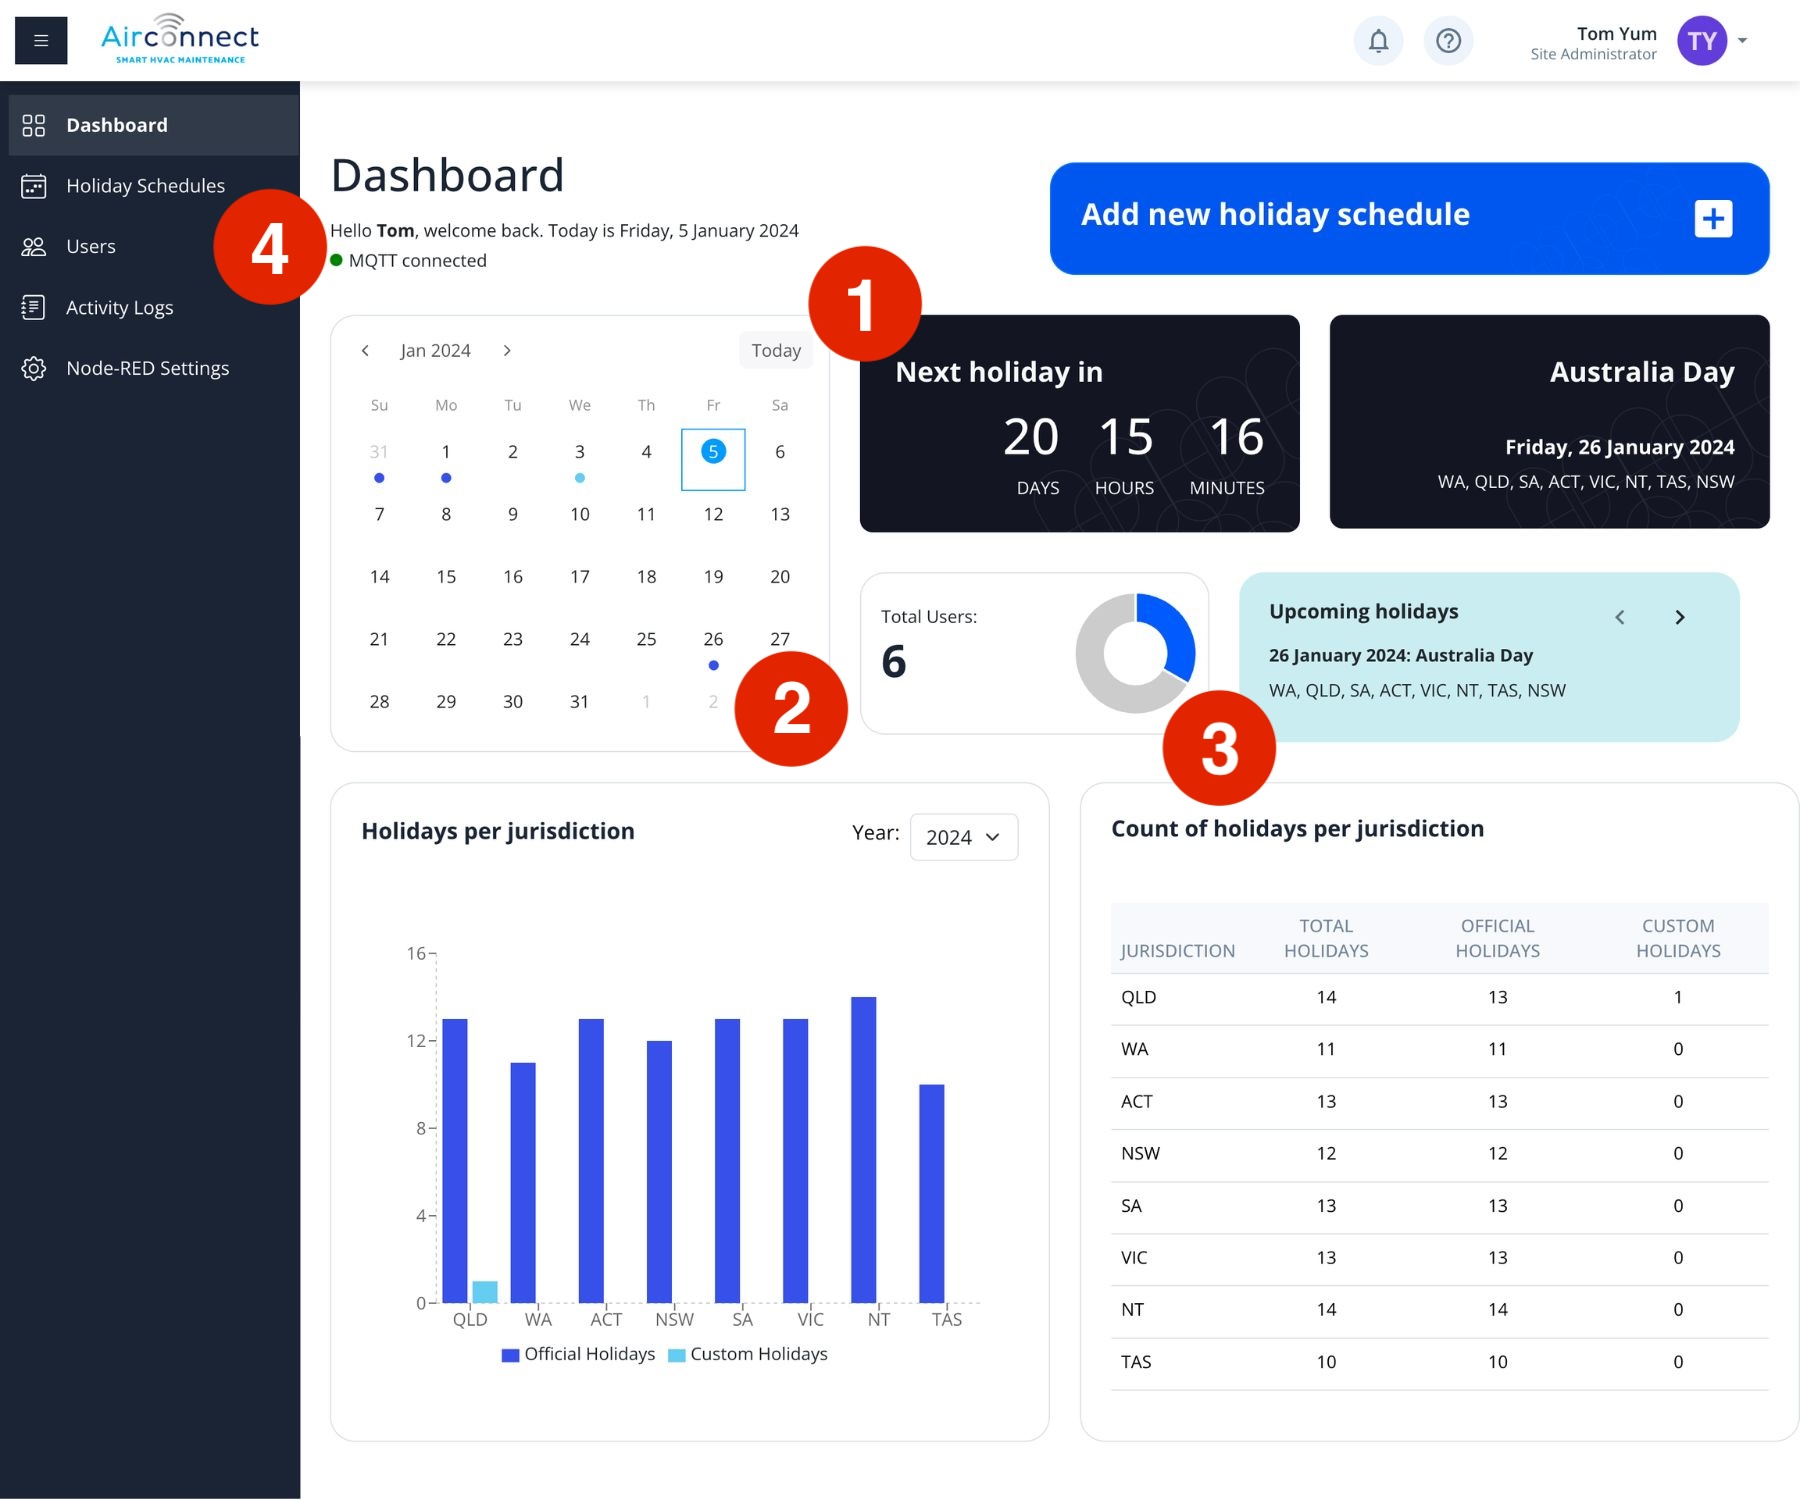 Airconnect
SMART HVAC MAINTENANCE
Tom Yum
Site Administrator
TY
Dashboard
Holiday Schedules
Users
Activity Logs
Node-RED Settings
4
Dashboard
Hello Tom, welcome back. Today is Friday, 5 January 2024
MQTT connected
Add new holiday schedule
1
Jan 2024
Today
Su Mo Tu We Th Fr Sa
31 1 2 3 4 5 6
7 8 9 10 11 12 13
14 15 16 17 18 19 20
21 22 23 24 25 26 27
28 29 30 31 1 2
2
Next holiday in
20 15 16
DAYS HOURS MINUTES
Australia Day
Friday, 26 January 2024
WA, QLD, SA, ACT, VIC, NT, TAS, NSW
Total Users:
6
3
Upcoming holidays
26 January 2024: Australia Day
WA, QLD, SA, ACT, VIC, NT, TAS, NSW
Holidays per jurisdiction
Year: 2024
16
12
8
4
0
QLD WA ACT NSW SA VIC NT TAS
Official Holidays Custom Holidays
Count of holidays per jurisdiction
JURISDICTION TOTAL HOLIDAYS OFFICIAL HOLIDAYS CUSTOM HOLIDAYS
QLD 14 13 1
WA 11 11 0
ACT 13 13 0
NSW 12 12 0
SA 13 13 0
VIC 13 13 0
NT 14 14 0
TAS 10 10 0